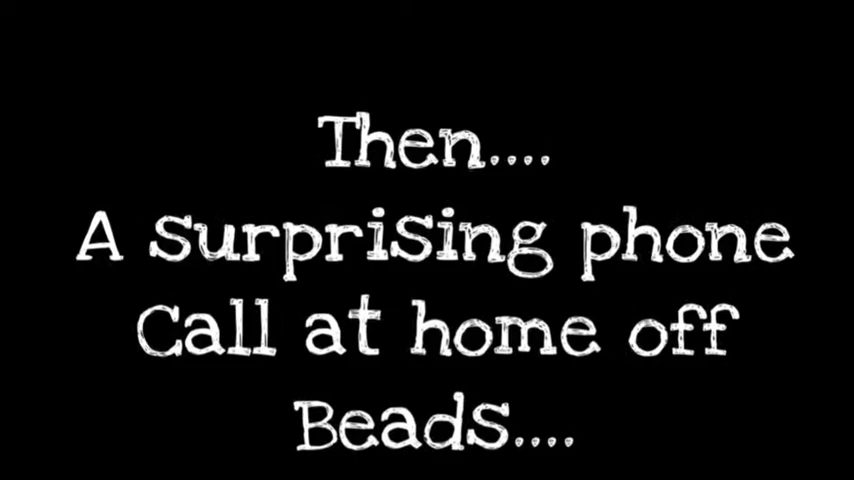 Then....
A surprising phone
Call at home off
Beads....